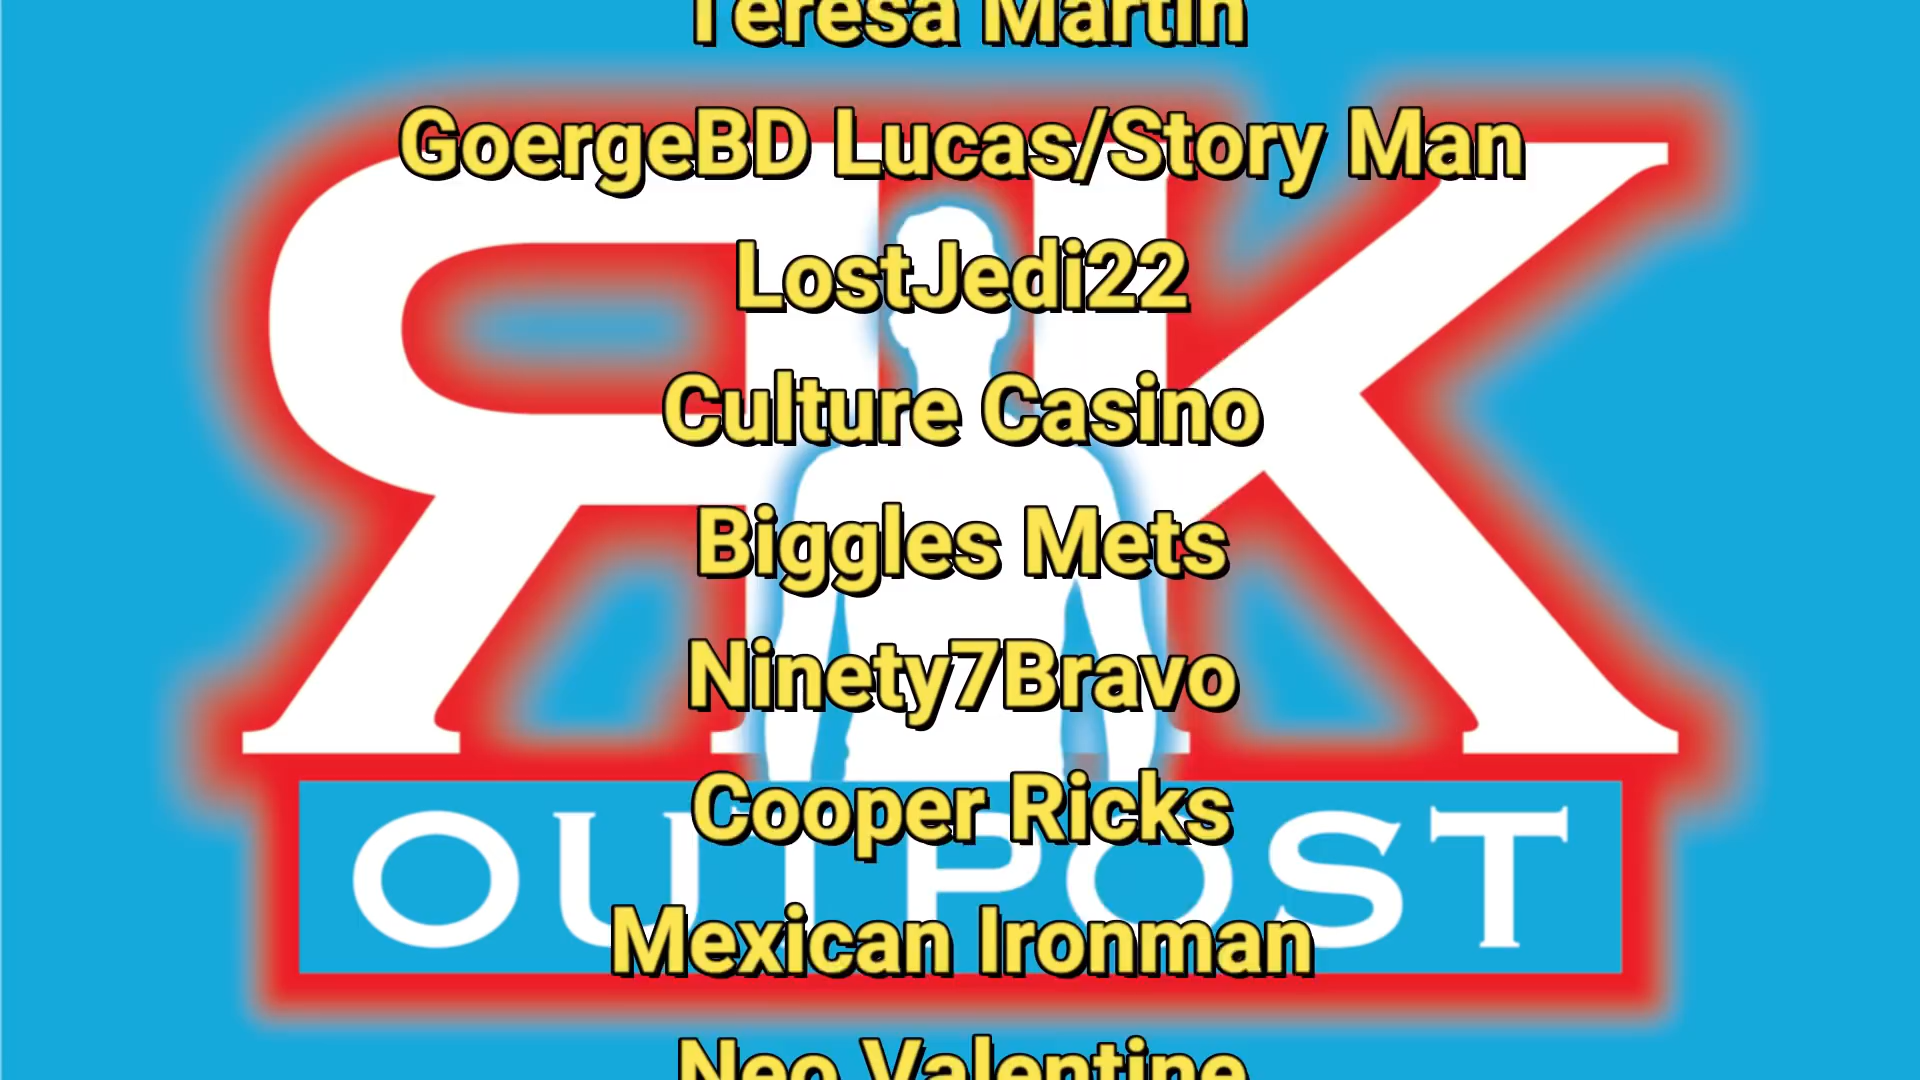 Teresa Martin
GoergeBD Lucas/Story Man
LostJedi22
Culture Casino
Biggles Mets
Ninety7Bravo
Cooper Ricks
Mexican Ironman
Neo Valentine
RK
OUTPOST